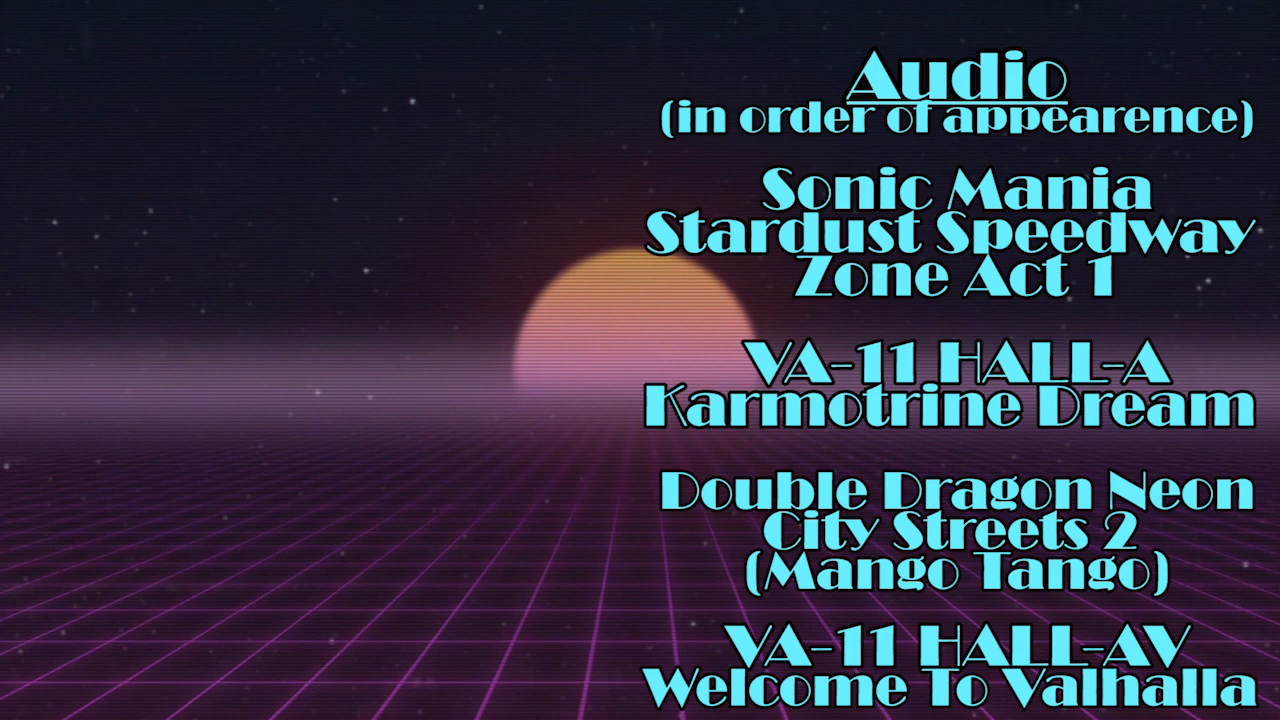 Audio
(in order of appearence)
Sonic Mania
Stardust Speedway
Zone Act 1
VA-11 HALL-A
Karmotrine Dream
Double Dragon Neon
City Streets 2
(Mango Tango)
VA-11 HALL-AV
Welcome To Valhalla